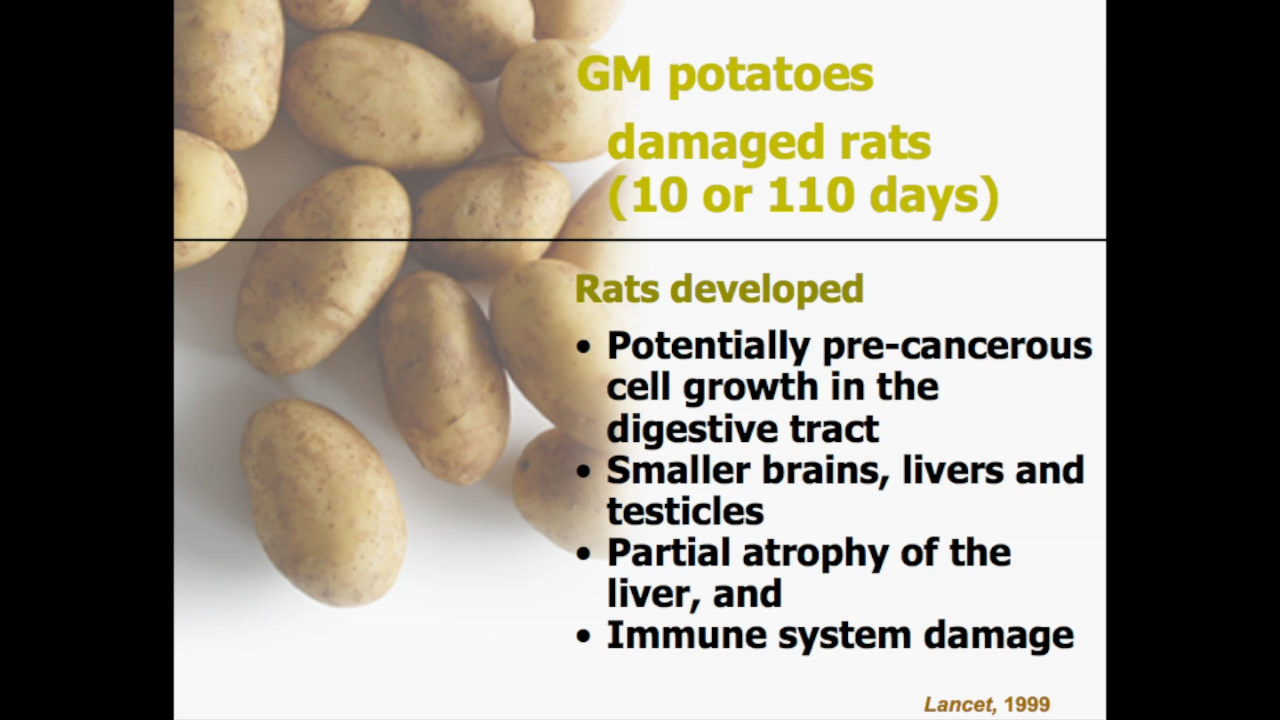 GM potatoes
damaged rats
(10 or 110 days)
Rats developed
• Potentially pre-cancerous
cell growth in the
digestive tract
• Smaller brains, livers and
testicles
• Partial atrophy of the
liver, and
• Immune system damage
Lancet, 1999